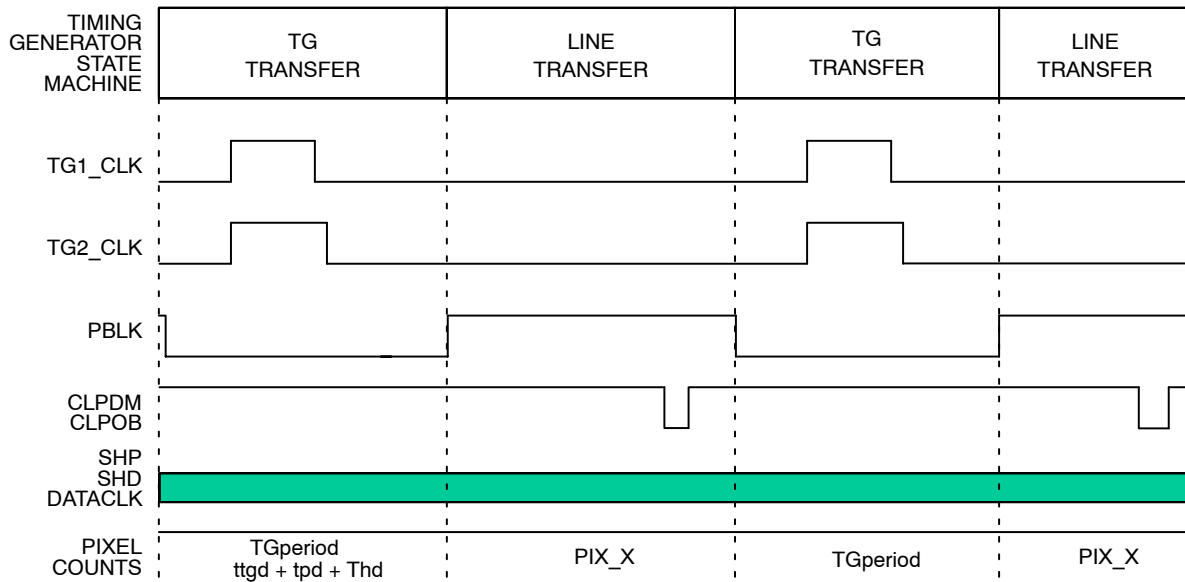 TIMING
GENERATOR
STATE
MACHINE
TG
TRANSFER
LINE
TRANSFER
TG
TRANSFER
LINE
TRANSFER
TG1_CLK
TG2_CLK
PBLK
CLPDM
CLPOB
SHP
SHD
DATACLK
PIXEL
COUNTS
TGperiod
ttgd + tpd + Thd
PIX_X
TGperiod
PIX_X